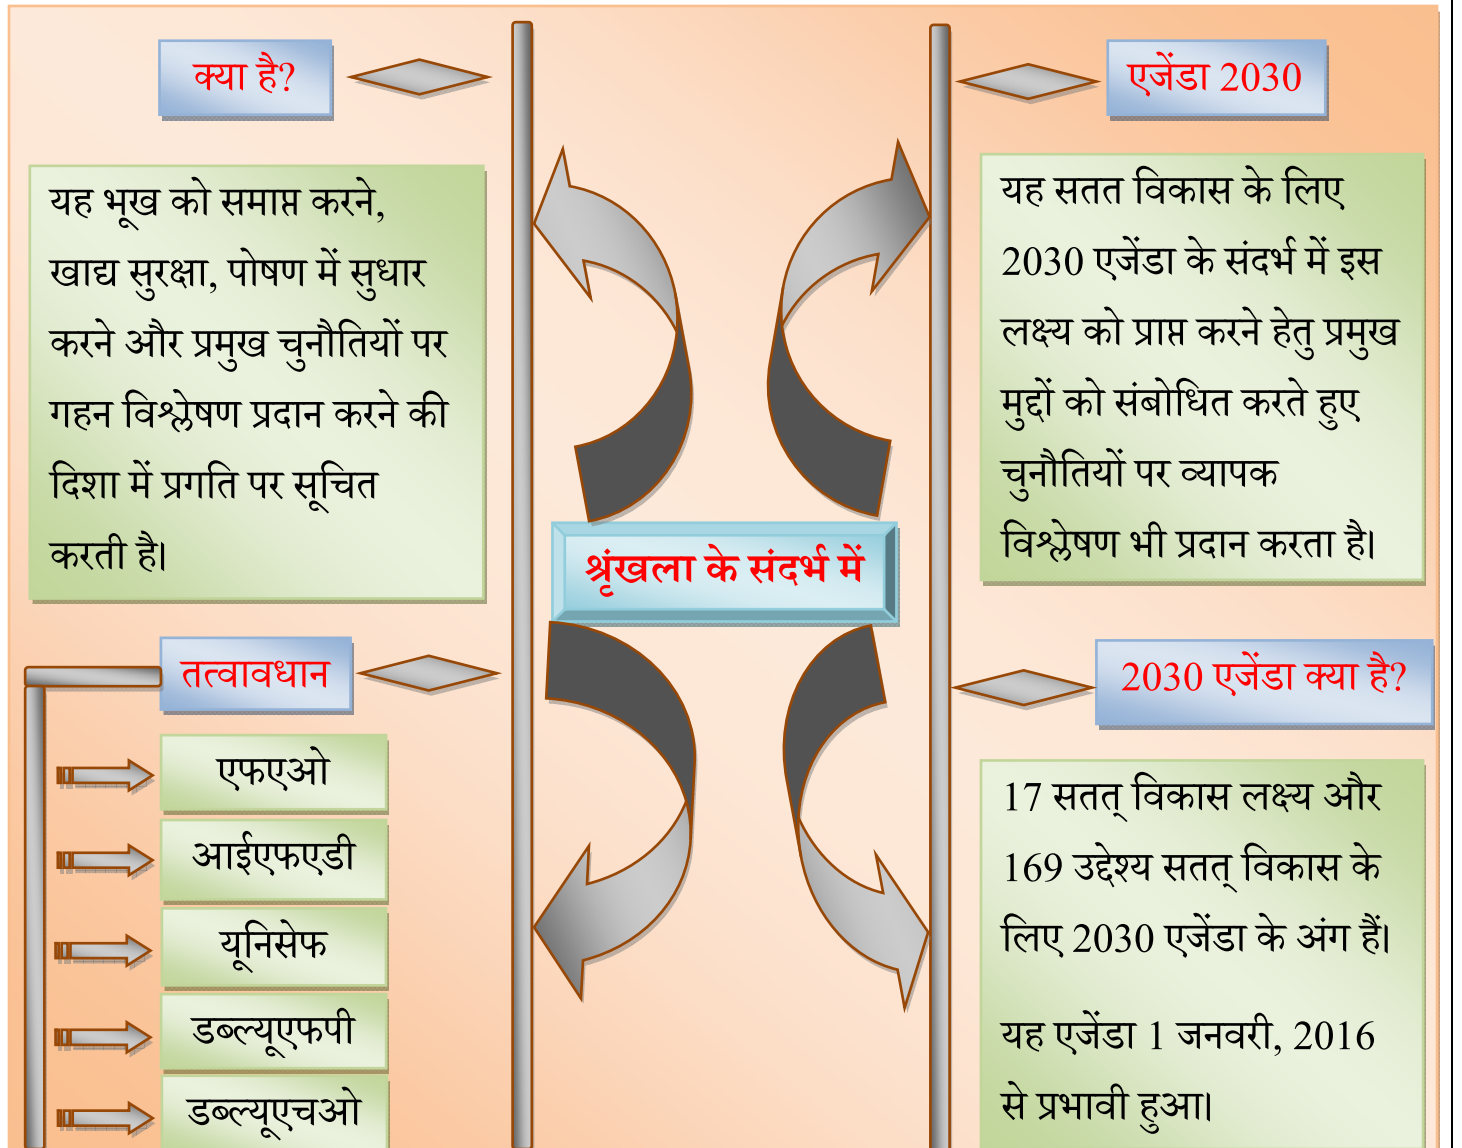 क्या है?
यह भूख को समाप्त करने,
खाद्य सुरक्षा, पोषण में सुधार
करने और प्रमुख चुनौतियों पर
गहन विश्लेषण प्रदान करने की
दिशा में प्रगति पर सूचित
करती है।
एजेंडा 2030
यह सतत विकास के लिए
2030 एजेंडा के संदर्भ में इस
लक्ष्य को प्राप्त करने हेतु प्रमुख
मुद्दों को संबोधित करते हुए
चुनौतियों पर व्यापक
विश्लेषण भी प्रदान करता है।
श्रृंखला के संदर्भ में
तत्वावधान
एफएओ
आईएफएडी
यूनिसेफ
डब्ल्यूएफपी
डब्ल्यूएचओ
2030 एजेंडा क्या है?
17 सतत् विकास लक्ष्य और
169 उद्देश्य सतत् विकास के
लिए 2030 एजेंडा के अंग हैं।
यह एजेंडा 1 जनवरी, 2016
से प्रभावी हुआ।